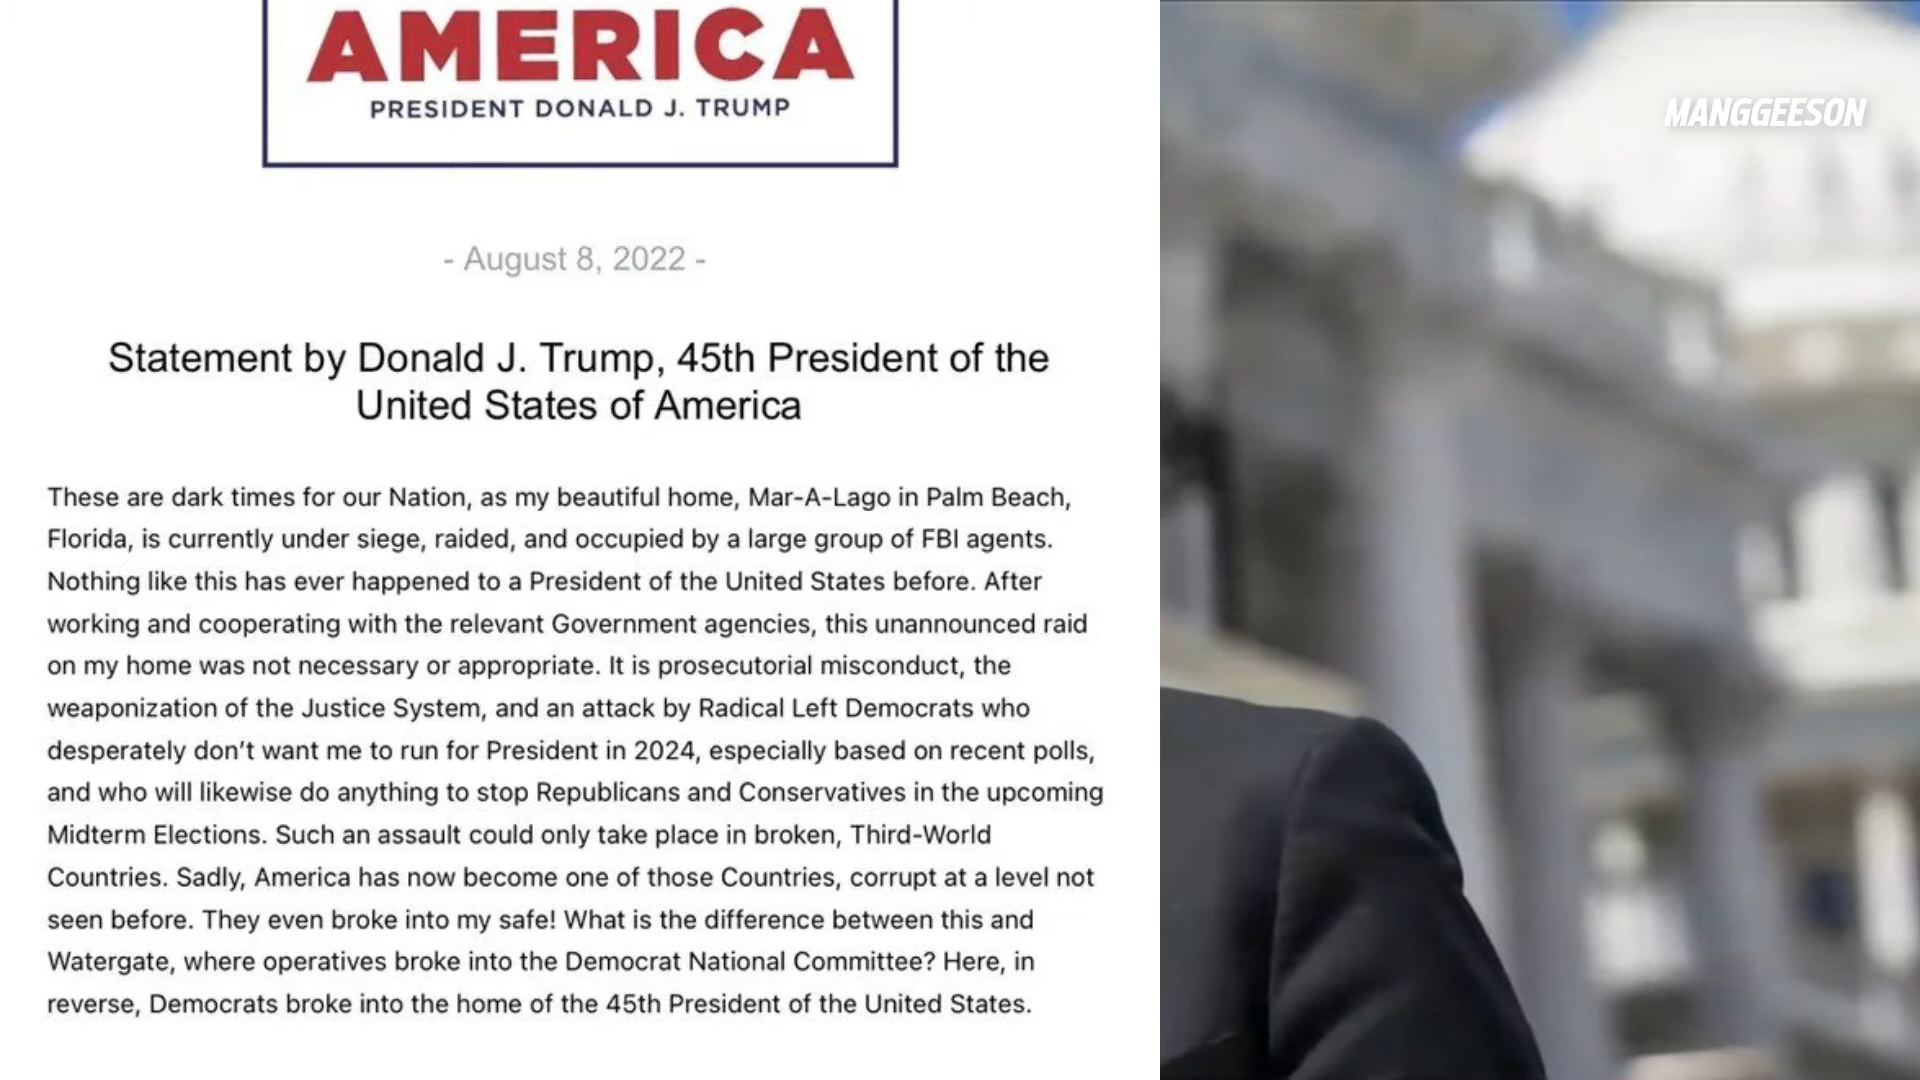 AMERICA
PRESIDENT DONALD J. TRUMP
MANGGEESON
- August 8, 2022 -
Statement by Donald J. Trump, 45th President of the
United States of America
These are dark times for our Nation, as my beautiful home, Mar-A-Lago in Palm Beach,
Florida, is currently under siege, raided, and occupied by a large group of FBI agents.
Nothing like this has ever happened to a President of the United States before. After
working and cooperating with the relevant Government agencies, this unannounced raid
on my home was not necessary or appropriate. It is prosecutorial misconduct, the
weaponization of the Justice System, and an attack by Radical Left Democrats who
desperately don’t want me to run for President in 2024, especially based on recent polls,
and who will likewise do anything to stop Republicans and Conservatives in the upcoming
Midterm Elections. Such an assault could only take place in broken, Third-World
Countries. Sadly, America has now become one of those Countries, corrupt at a level not
seen before. They even broke into my safe! What is the difference between this and
Watergate, where operatives broke into the Democrat National Committee? Here, in
reverse, Democrats broke into the home of the 45th President of the United States.